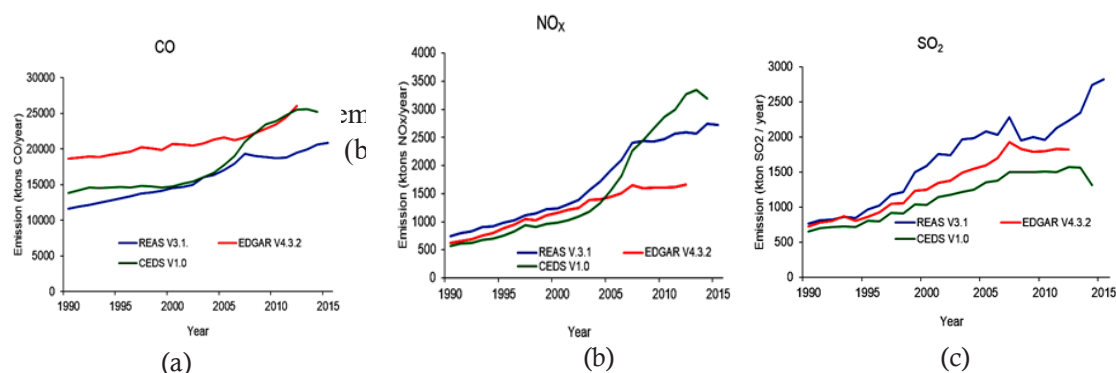 CO
Emission (ktons CO/year)
30000
25000
20000
15000
10000
5000
0
1990
1995
2000
2005
2010
2015
Year
REAS V3.1.
EDGAR V4.3.2
CEDS V1.0
(a)
em
(b
NOX
Emission (ktons NOx/year)
4000
3500
3000
2500
2000
1500
1000
500
0
1990
1995
2000
2005
2010
2015
Year
REAS V.3.1
EDGAR V4.3.2
CEDS V1.0
(b)
SO2
Emission (kton SO2 / year)
3000
2500
2000
1500
1000
500
0
1990
1995
2000
2005
2010
2015
Year
REAS V3.1
EDGAR V4.3.2
CEDS V1.0
(c)